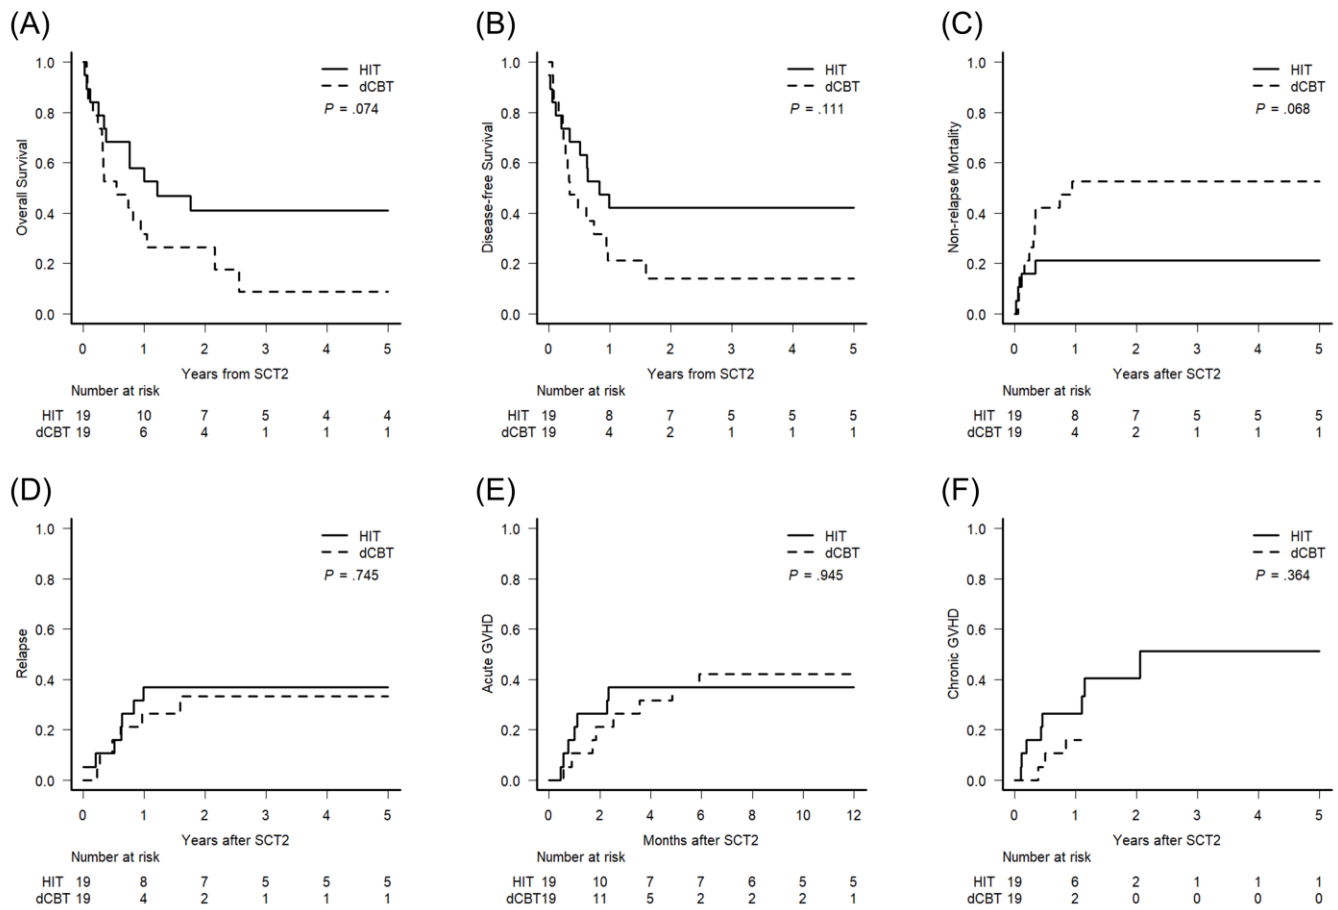 (A)
1.0
0.8
0.6
0.4
0.2
0.0
Overall Survival
HIT
dCBT
P = .074
0 1 2 3 4 5
Years from SCT2
Number at risk
HIT 19 10 7 5 4 4
dCBT 19 6 4 1 1 1
(B)
1.0
0.8
0.6
0.4
0.2
0.0
Disease-free Survival
HIT
dCBT
P = .111
0 1 2 3 4 5
Years from SCT2
Number at risk
HIT 19 8 7 5 5 5
dCBT 19 4 2 1 1 1
(C)
1.0
0.8
0.6
0.4
0.2
0.0
Non-relapse Mortality
HIT
dCBT
P = .068
0 1 2 3 4 5
Years after SCT2
Number at risk
HIT 19 8 7 5 5 5
dCBT 19 4 2 1 1 1
(D)
1.0
0.8
0.6
0.4
0.2
0.0
Relapse
HIT
dCBT
P = .745
0 1 2 3 4 5
Years after SCT2
Number at risk
HIT 19 8 7 5 5 5
dCBT 19 4 2 1 1 1
(E)
1.0
0.8
0.6
0.4
0.2
0.0
Acute GVHD
HIT
dCBT
P = .945
0 2 4 6 8 10 12
Months after SCT2
Number at risk
HIT 19 10 7 7 6 5 5
dCBT19 11 5 2 2 2 1
(F)
1.0
0.8
0.6
0.4
0.2
0.0
Chronic GVHD
HIT
dCBT
P = .364
0 1 2 3 4 5
Years after SCT2
Number at risk
HIT 19 6 2 1 1 1
dCBT 19 2 0 0 0 0